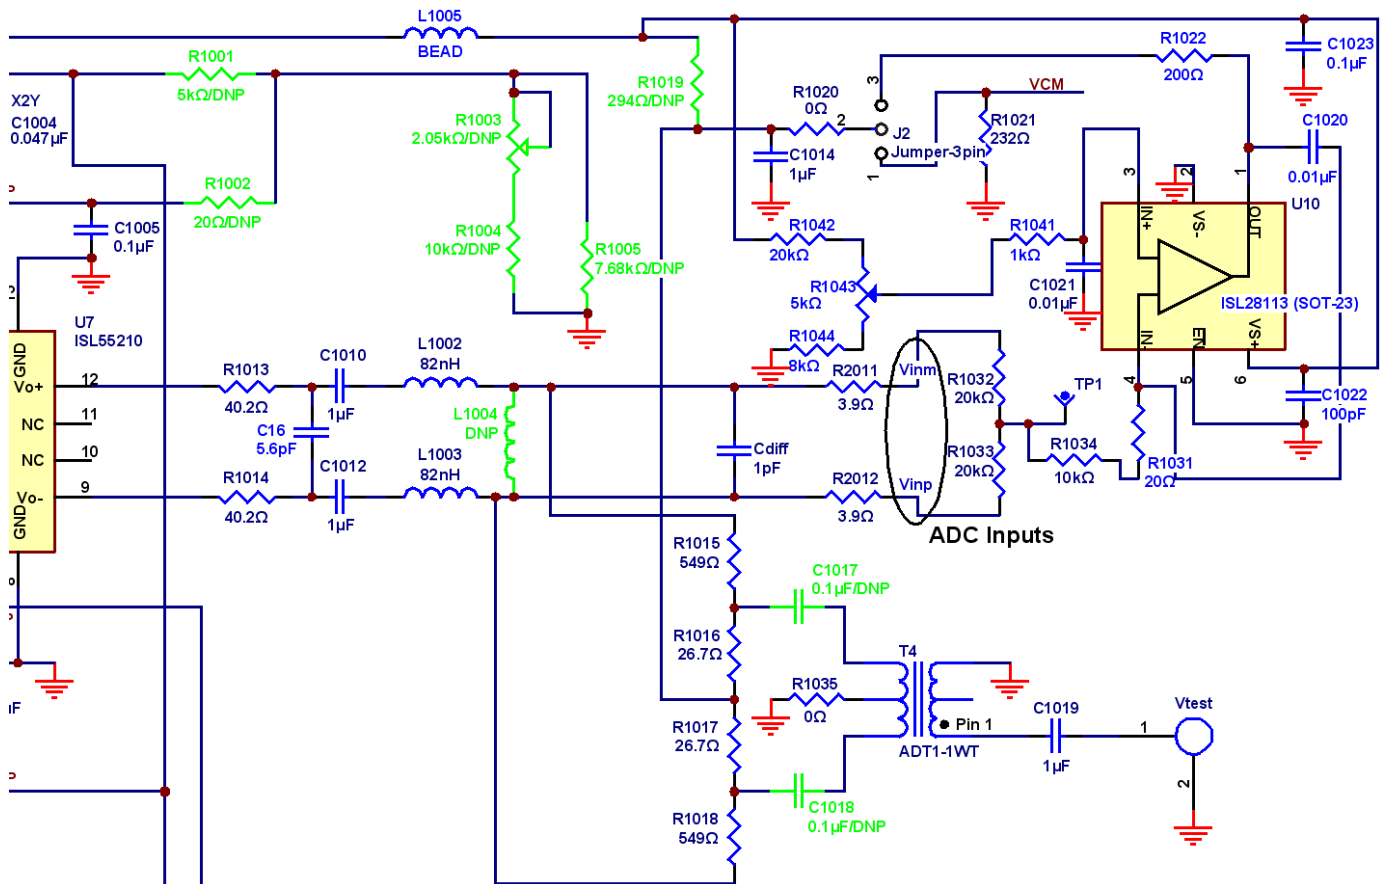 L1005
BEAD
R1001
5kΩ/DNP
X2Y
C1004
0.047µF
R1002
20Ω/DNP
C1005
0.1µF
R1003
2.05kΩ/DNP
R1004
10kΩ/DNP
R1005
7.68kΩ/DNP
R1019
294Ω/DNP
R1020
0Ω
2
3
J2
Jumper-3pin
1
C1014
1µF
VCM
R1021
232Ω
R1022
200Ω
C1023
0.1µF
C1020
0.01µF
R1042
20kΩ
R1043
5kΩ
R1044
8kΩ
R1041
1kΩ
C1021
0.01µF
3
2
1
U10
IN+
VS-
OUT
ISL28113 (SOT-23)
IN-
EN
VS+
4
5
6
C1022
100pF
U7
ISL55210
GND
Vo+
12
NC
11
NC
10
Vo-
9
GND
R1013
40.2Ω
C1010
1µF
L1002
82nH
C16
5.6pF
L1004
DNP
R1014
40.2Ω
C1012
1µF
L1003
82nH
Cdiff
1pF
R2011
3.9Ω
Vinm
R2012
3.9Ω
Vinp
ADC Inputs
R1032
20kΩ
R1033
20kΩ
TP1
R1034
10kΩ
R1031
20Ω
R1015
549Ω
C1017
0.1µF/DNP
R1016
26.7Ω
R1035
0Ω
R1017
26.7Ω
C1018
0.1µF/DNP
R1018
549Ω
T4
Pin 1
ADT1-1WT
C1019
1µF
1
Vtest
2